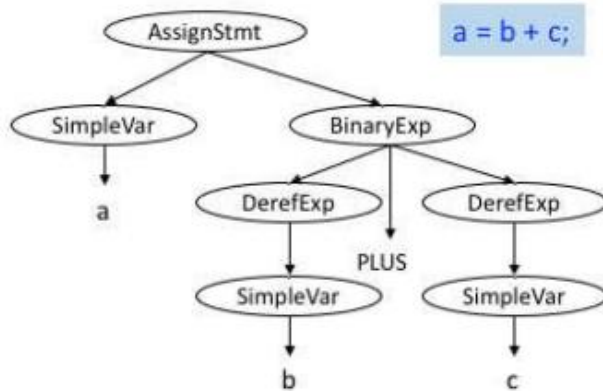 AssignStmt
a = b + c;
SimpleVar
BinaryExp
a
DerefExp
DerefExp
PLUS
SimpleVar
SimpleVar
b
c